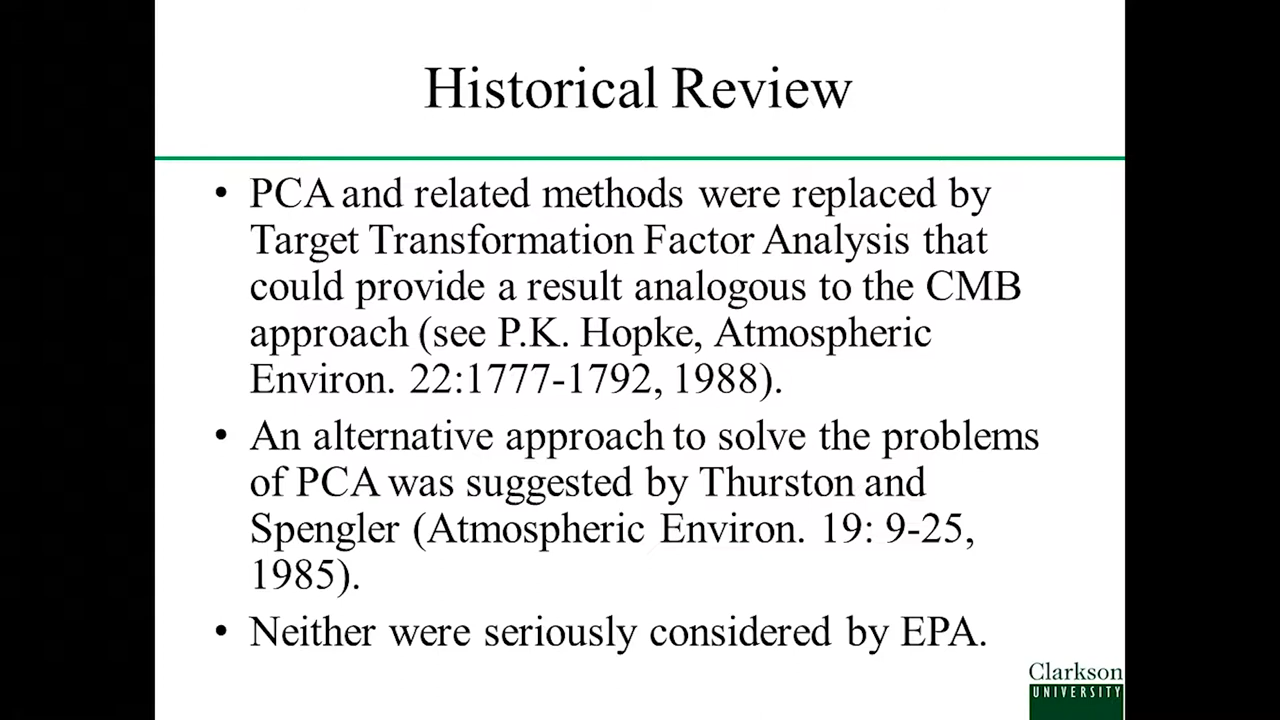 Historical Review
• PCA and related methods were replaced by
Target Transformation Factor Analysis that
could provide a result analogous to the CMB
approach (see P.K. Hopke, Atmospheric
Environ. 22:1777-1792, 1988).
• An alternative approach to solve the problems
of PCA was suggested by Thurston and
Spengler (Atmospheric Environ. 19: 9-25,
1985).
• Neither were seriously considered by EPA.
Clarkson
UNIVERSITY